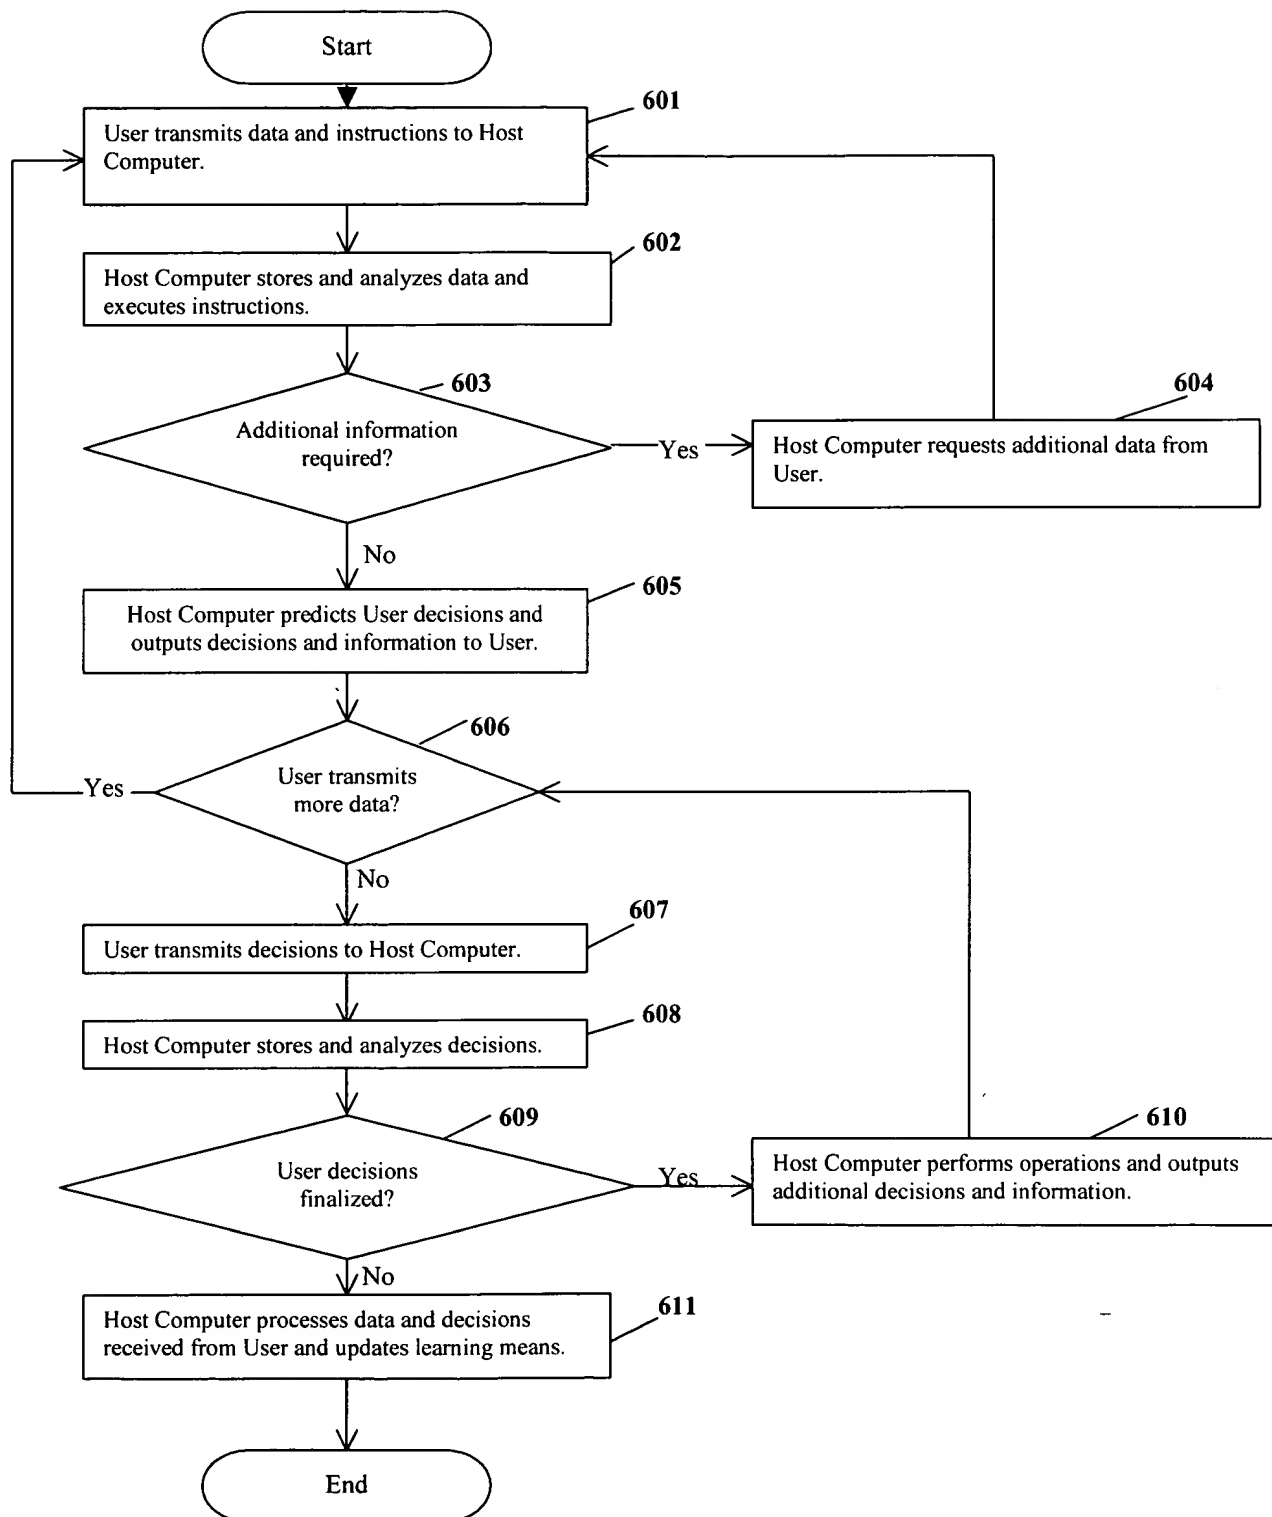 Start
601
User transmits data and instructions to Host
Computer.
602
Host Computer stores and analyzes data and
executes instructions.
603
Additional information
required?
Yes
604
Host Computer requests additional data from
User.
No
605
Host Computer predicts User decisions and
outputs decisions and information to User.
606
User transmits
more data?
Yes
No
607
User transmits decisions to Host Computer.
608
Host Computer stores and analyzes decisions.
609
User decisions
finalized?
Yes
610
Host Computer performs operations and outputs
additional decisions and information.
No
611
Host Computer processes data and decisions
received from User and updates learning means.
End